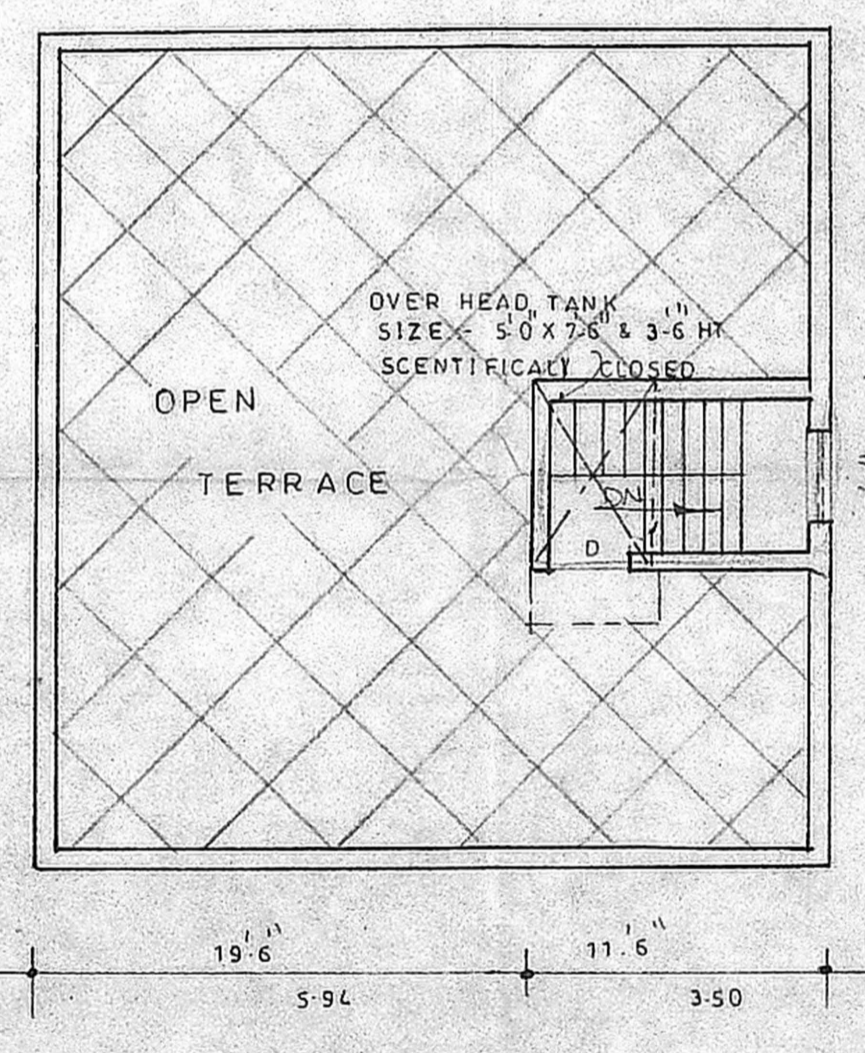 OVER HEAD TANK
SIZE :- 5'-0" X 7'-6" & 3'-6" HT
SCENTIFICALY CLOSED
OPEN
TERRACE
DN
D
19'-6"
11'-6"
5-94
3-50